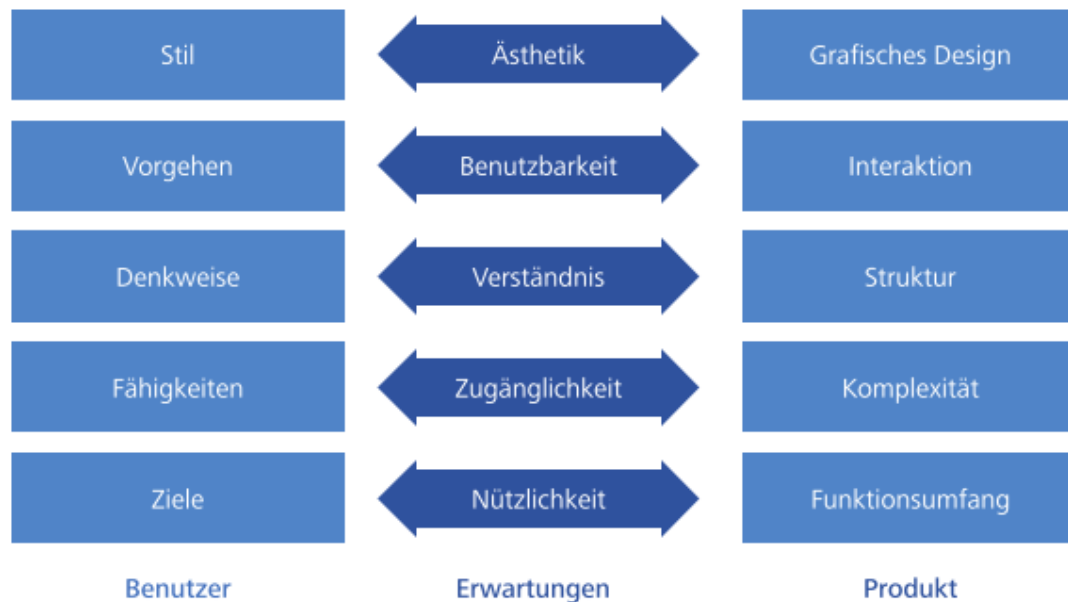 Stil Ästhetik Grafisches Design
Vorgehen Benutzbarkeit Interaktion
Denkweise Verständnis Struktur
Fähigkeiten Zugänglichkeit Komplexität
Ziele Nützlichkeit Funktionsumfang
Benutzer Erwartungen Produkt